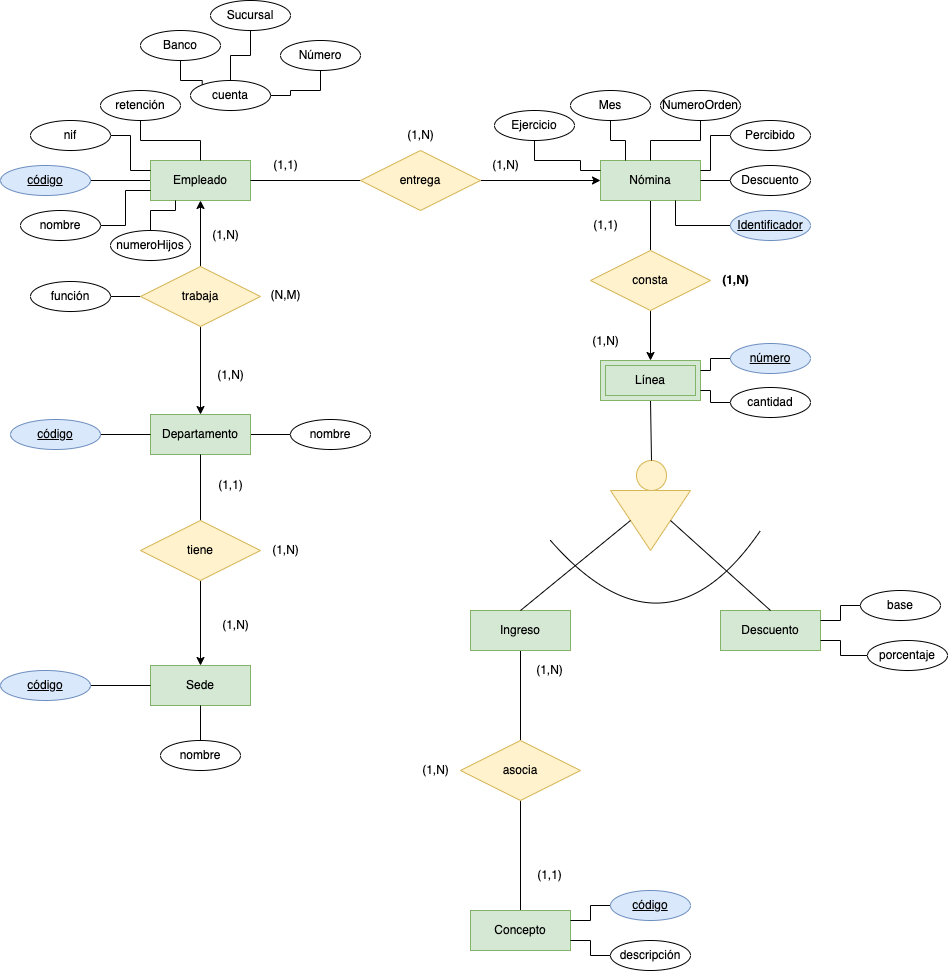 Sucursal
Banco
Número
cuenta
retención
nif
código
Empleado
nombre
numeroHijos
(1,1)
(1,N)
entrega
(1,N)
Ejercicio
Mes
NumeroOrden
Percibido
Nómina
Descuento
Identificador
(1,N)
función
trabaja
(N,M)
(1,N)
(1,1)
consta
(1,N)
(1,N)
Línea
número
cantidad
código
Departamento
nombre
(1,1)
tiene
(1,N)
(1,N)
código
Sede
nombre
Ingreso
Descuento
base
porcentaje
(1,N)
(1,N)
asocia
(1,1)
Concepto
código
descripción